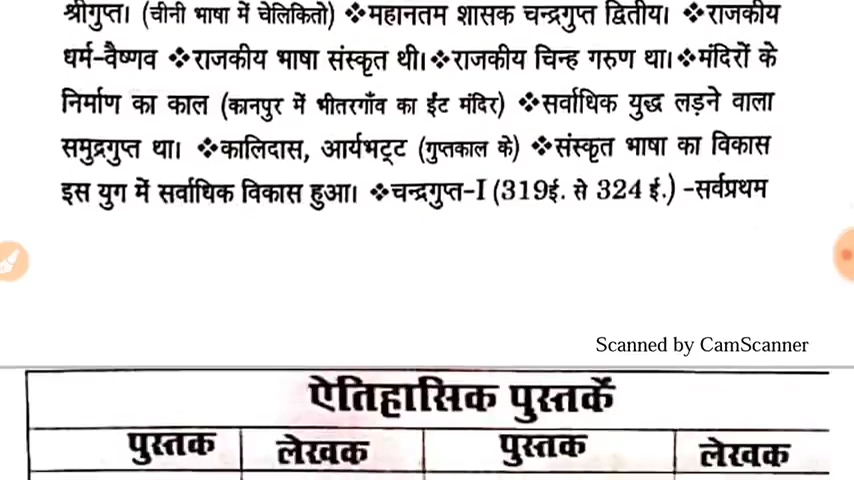 श्रीगुप्त। (चीनी भाषा में चेलिकितो) ❖महानतम शासक चन्द्रगुप्त द्वितीय। ❖राजकीय
धर्म-वैष्णव ❖राजकीय भाषा संस्कृत थी।❖राजकीय चिन्ह गरुण था।❖मंदिरों के
निर्माण का काल (कानपुर में भीतरगाँव का ईंट मंदिर) ❖सर्वाधिक युद्ध लड़ने वाला
समुद्रगुप्त था। ❖कालिदास, आर्यभट्ट (गुप्तकाल के) ❖संस्कृत भाषा का विकास
इस युग में सर्वाधिक विकास हुआ। ❖चन्द्रगुप्त-I (319ई. से 324 ई.) -सर्वप्रथम
Scanned by CamScanner
ऐतिहासिक पुस्तकें
पुस्तक लेखक पुस्तक लेखक